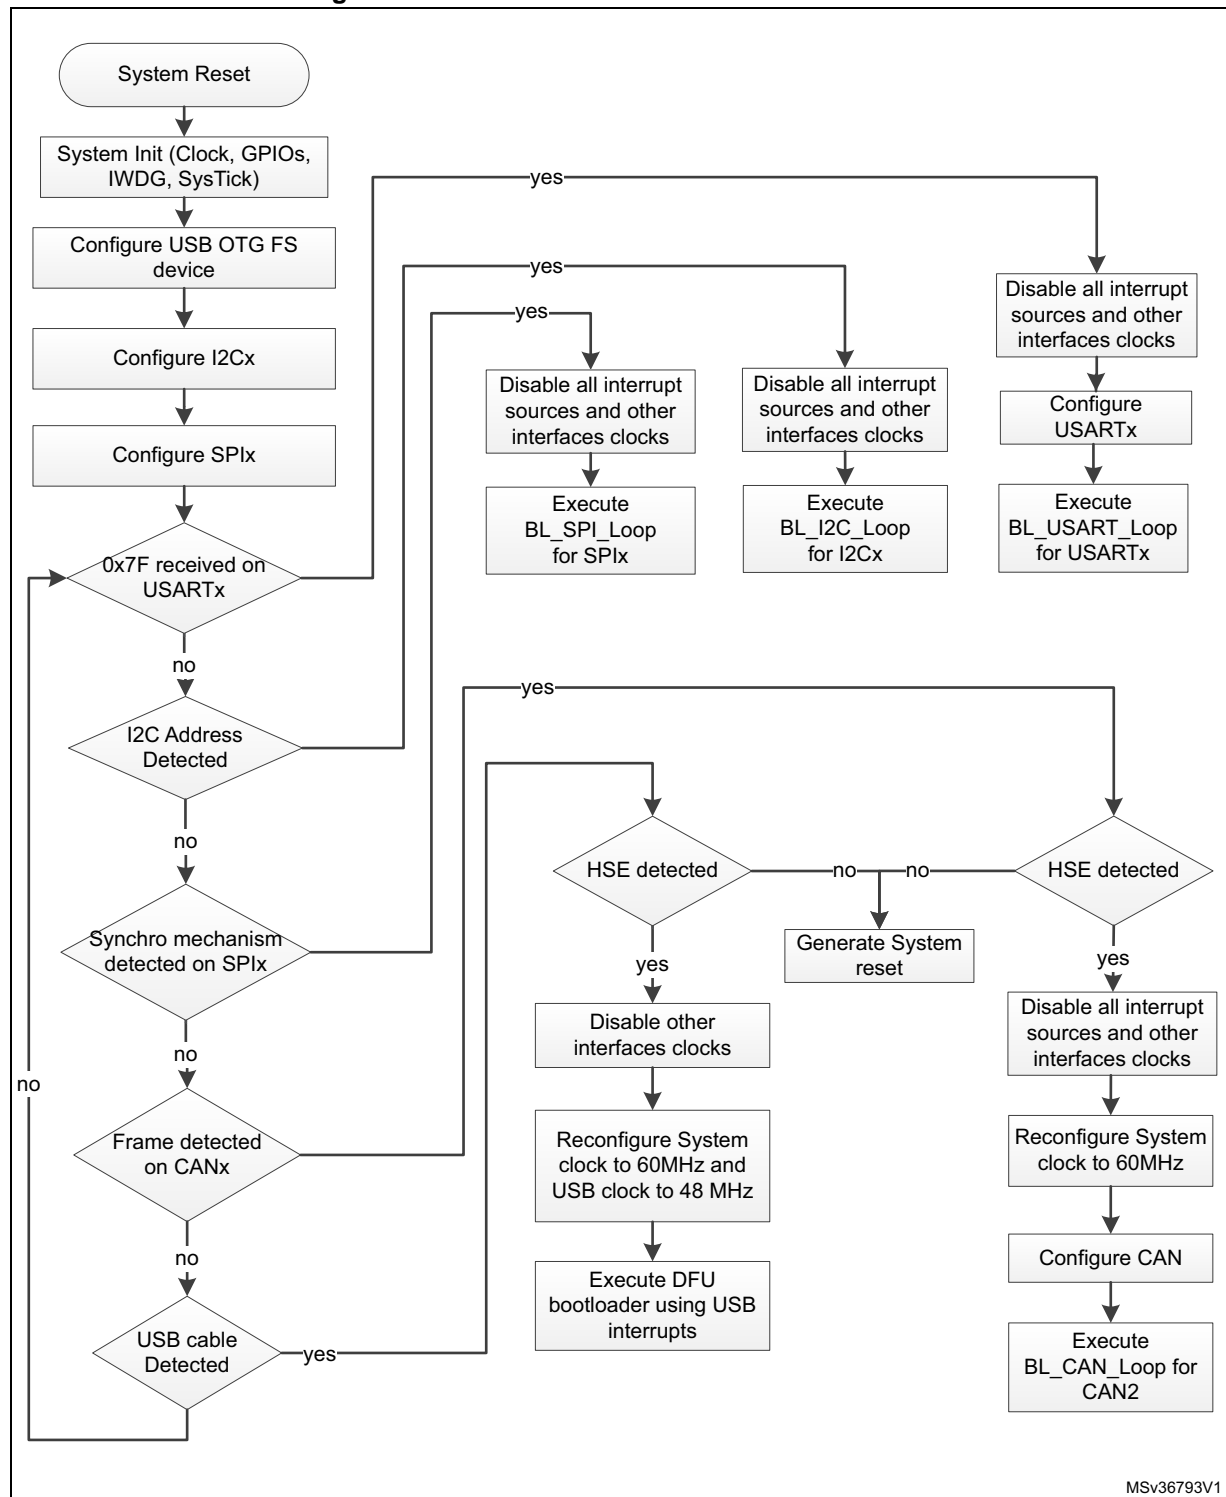 System Reset
System Init (Clock, GPIOs,
IWDG, SysTick)
Configure USB OTG FS
device
Configure I2Cx
Configure SPIx
0x7F received on
USARTx
no
I2C Address
Detected
no
Synchro mechanism
detected on SPIx
no
Frame detected
on CANx
no
USB cable
Detected
no
yes
yes
yes
Disable all interrupt
sources and other
interfaces clocks
Execute
BL_SPI_Loop
for SPIx
Disable all interrupt
sources and other
interfaces clocks
Execute
BL_I2C_Loop
for I2Cx
Disable all interrupt
sources and other
interfaces clocks
Configure
USARTx
Execute
BL_USART_Loop
for USARTx
yes
yes
HSE detected
no
no
HSE detected
Generate System
reset
yes
Disable other
interfaces clocks
Reconfigure System
clock to 60MHz and
USB clock to 48 MHz
Execute DFU
bootloader using USB
interrupts
yes
Disable all interrupt
sources and other
interfaces clocks
Reconfigure System
clock to 60MHz
Configure CAN
Execute
BL_CAN_Loop for
CAN2
MSv36793V1